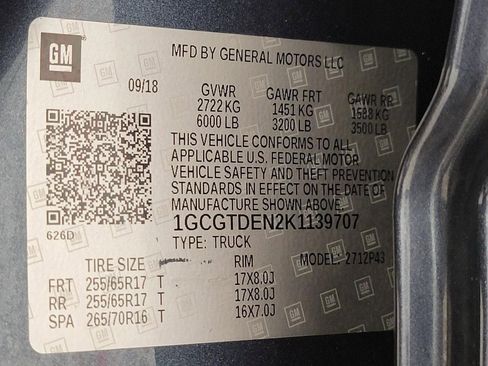 GM
MFD BY GENERAL MOTORS LLC
09/18
GVWR GAWR FRT GAWR RR
2722 KG 1451 KG 1588 KG
6000 LB 3200 LB 3500 LB
THIS VEHICLE CONFORMS TO ALL
APPLICABLE U.S. FEDERAL MOTOR
VEHICLE SAFETY AND THEFT PREVENTION
STANDARDS IN EFFECT ON THE DATE OF
MANUFACTURE SHOWN ABOVE.
1GCGTDEN2K1139707
626D
TYPE: TRUCK
MODEL: 2712P43
TIRE SIZE RIM
FRT 255/65R17 T 17X8.0J
RR 255/65R17 T 17X8.0J
SPA 265/70R16 T 16X7.0J